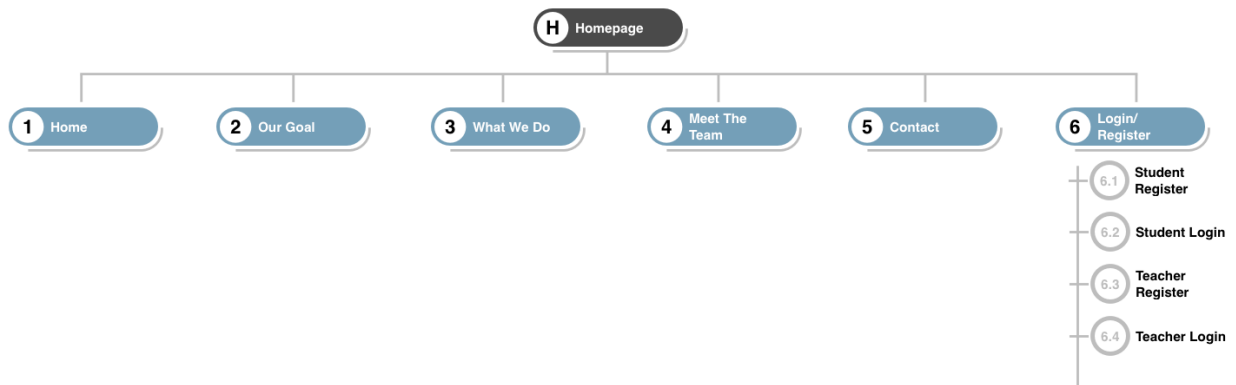 H Homepage
1 Home
2 Our Goal
3 What We Do
4 Meet The
Team
5 Contact
6 Login/
Register
6.1 Student
Register
6.2 Student Login
6.3 Teacher
Register
6.4 Teacher Login